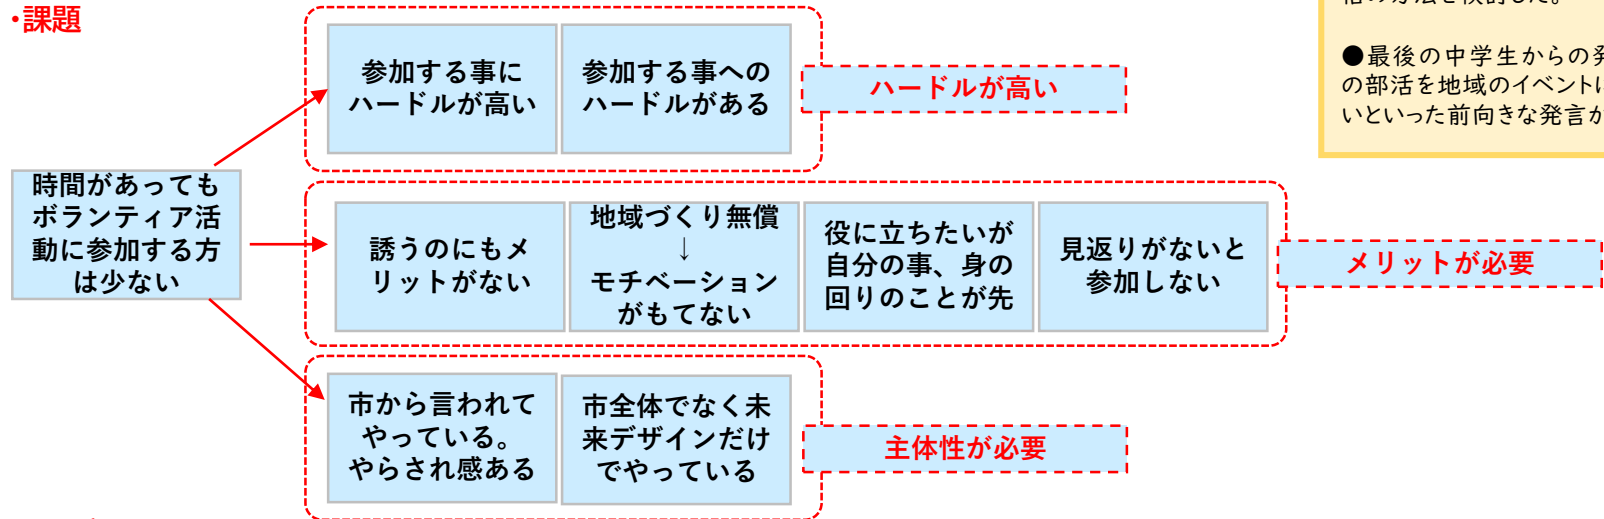 ・課題
参加する事に
ハードルが高い
参加する事への
ハードルがある
ハードルが高い
時間があっても
ボランティア活
動に参加する方
は少ない
誘うのにもメ
リットがない
地域づくり無償
↓
モチベーション
がもてない
役に立ちたいが
自分の事、身の
回りのことが先
見返りがないと
参加しない
メリットが必要
市から言われて
やっている。
やらされ感ある
市全体でなく未
来デザインだけ
でやっている
主体性が必要
●最後の中学生からの発
の部活を地域のイベントに
いといった前向きな発言が